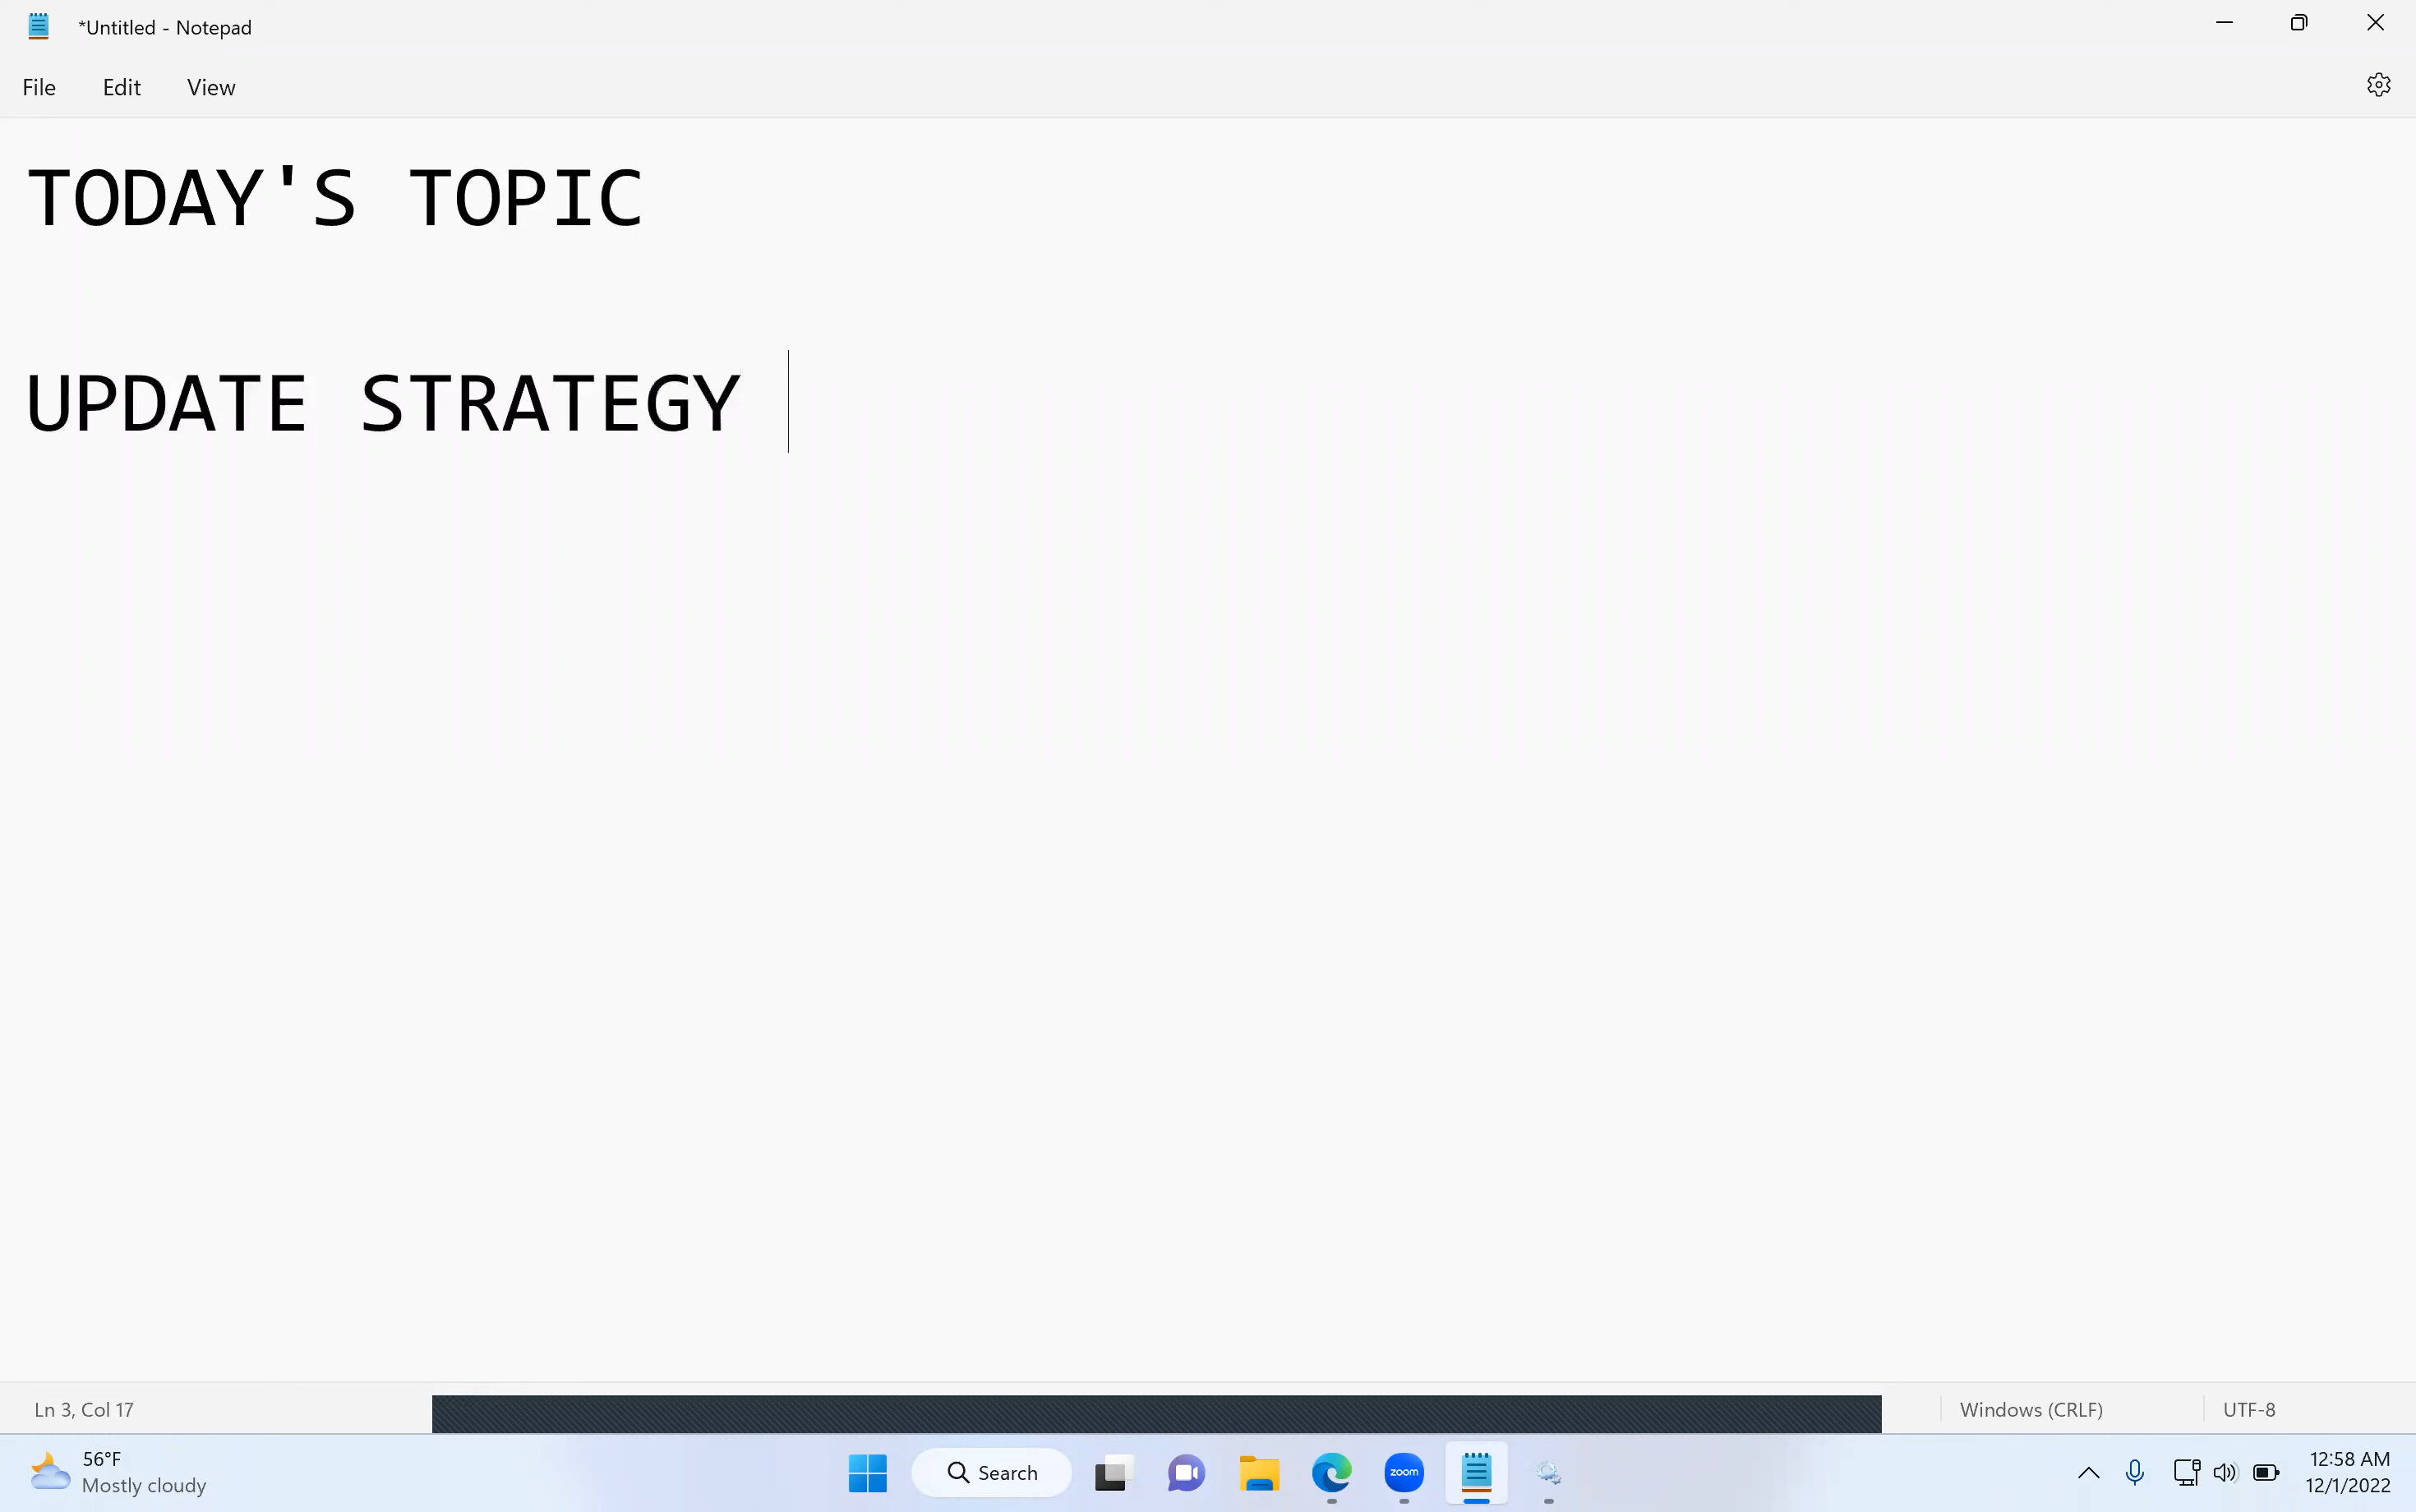 *Untitled - Notepad
File Edit View
TODAY'S TOPIC
UPDATE STRATEGY
Ln 3, Col 17
Windows (CRLF)
UTF-8
56°F
Mostly cloudy
Search
zoom
12:58 AM
12/1/2022